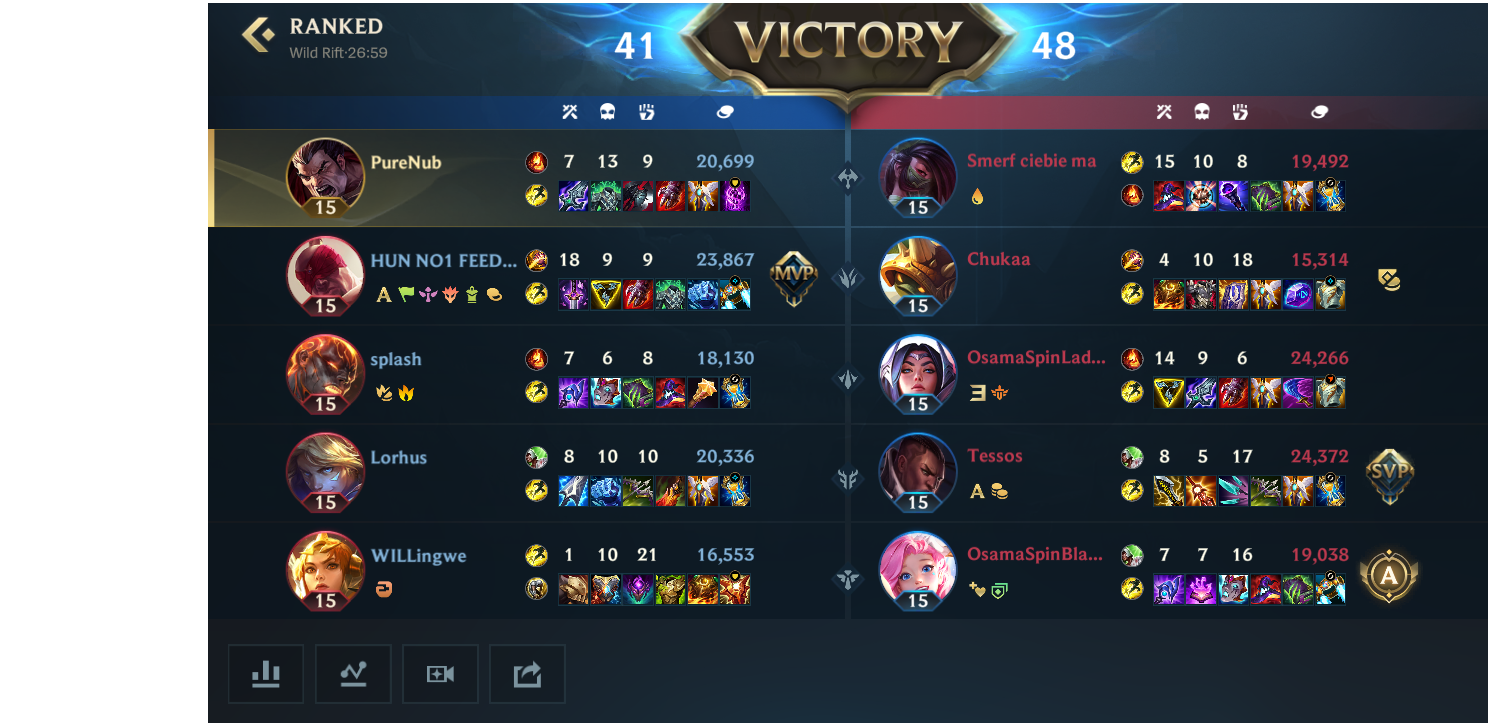 RANKED
Wild Rift·26:59
41 VICTORY 48
PureNub 7 13 9 20,699
15
Smerf ciebie ma 15 10 8 19,492
15
HUN NO1 FEED... 18 9 9 23,867 MVP
A
15
Chukaa 4 10 18 15,314
15
splash 7 6 8 18,130
15
OsamaSpinLad... 14 9 6 24,266
15
Lorhus 8 10 10 20,336
15
Tessos 8 5 17 24,372 SVP
A
15
WILLingwe 1 10 21 16,553
15
OsamaSpinBla... 7 7 16 19,038 A
15